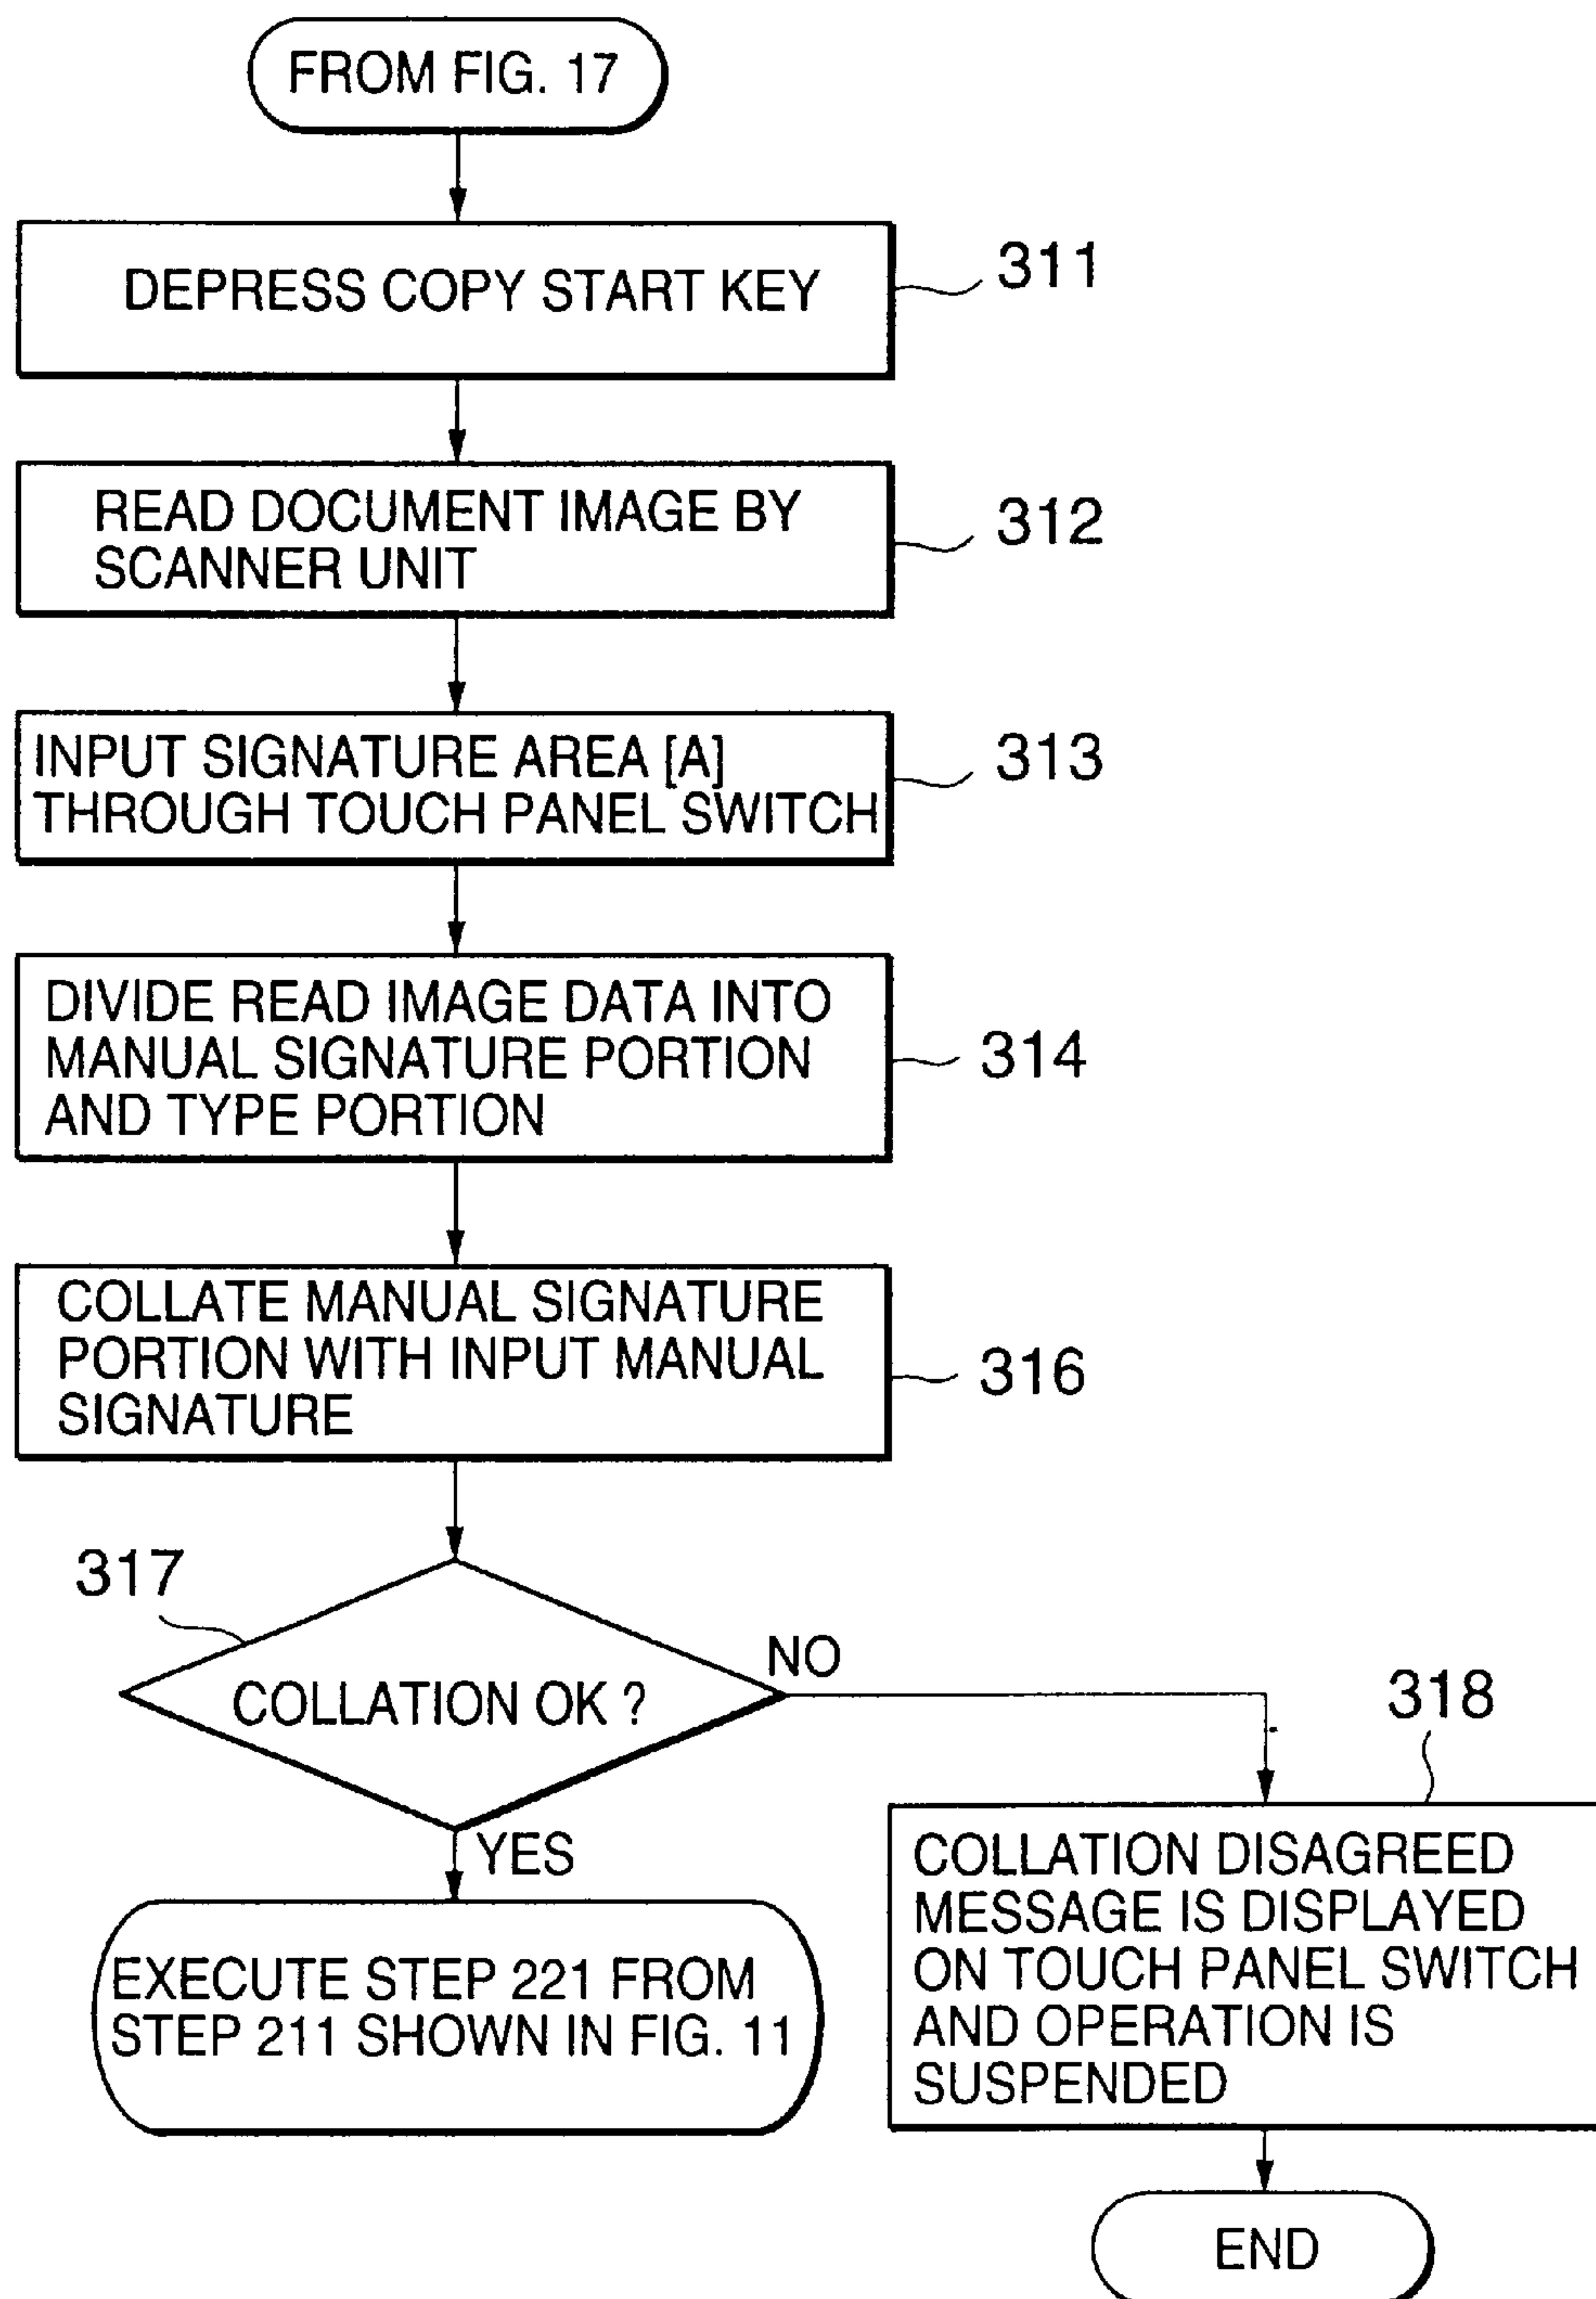 FROM FIG. 17
DEPRESS COPY START KEY
311
READ DOCUMENT IMAGE BY
SCANNER UNIT
312
INPUT SIGNATURE AREA [A]
THROUGH TOUCH PANEL SWITCH
313
DIVIDE READ IMAGE DATA INTO
MANUAL SIGNATURE PORTION
AND TYPE PORTION
314
COLLATE MANUAL SIGNATURE
PORTION WITH INPUT MANUAL
SIGNATURE
316
317
COLLATION OK ?
NO
YES
318
EXECUTE STEP 221 FROM
STEP 211 SHOWN IN FIG. 11
COLLATION DISAGREED
MESSAGE IS DISPLAYED
ON TOUCH PANEL SWITCH
AND OPERATION IS
SUSPENDED
END